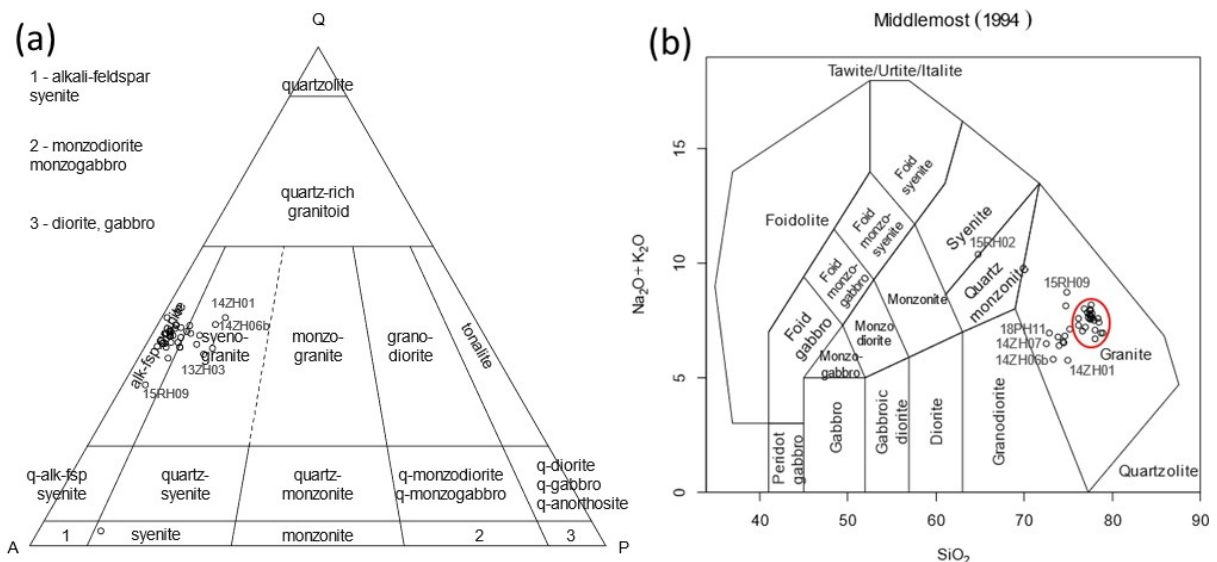 (a)
Q
1 - alkali-feldspar
syenite
2 - monzodiorite
monzogabbro
3 - diorite, gabbro
quartzolite
quartz-rich
granitoid
14ZH01
14ZH06b
alk-fsp
syeno-
granite
monzo-
granite
grano-
diorite
tonalite
13ZH03
15RH09
q-alk-fsp
syenite
quartz-
syenite
quartz-
monzonite
q-monzodiorite
q-monzogabbro
q-diorite
q-gabbro
q-anorthosite
A
1
syenite
monzonite
2
3
P
(b)
Middlemost (1994)
Tawite/Urtite/Italite
Foid
syenite
Foidolite
Foid
monzo-
syenite
Syenite
15RH02
Foid
monzo-
gabbro
Quartz
monzonite
Monzonite
15RH09
Foid
gabbro
Monzo
diorite
Monzo-
gabbro
18PH11
14ZH07
14ZH06b
14ZH01
Granite
Peridot
gabbro
Gabbro
Gabbroic
diorite
Diorite
Granodiorite
Quartzolite
Na₂O + K₂O
0
5
10
15
40
50
60
70
80
90
SiO₂